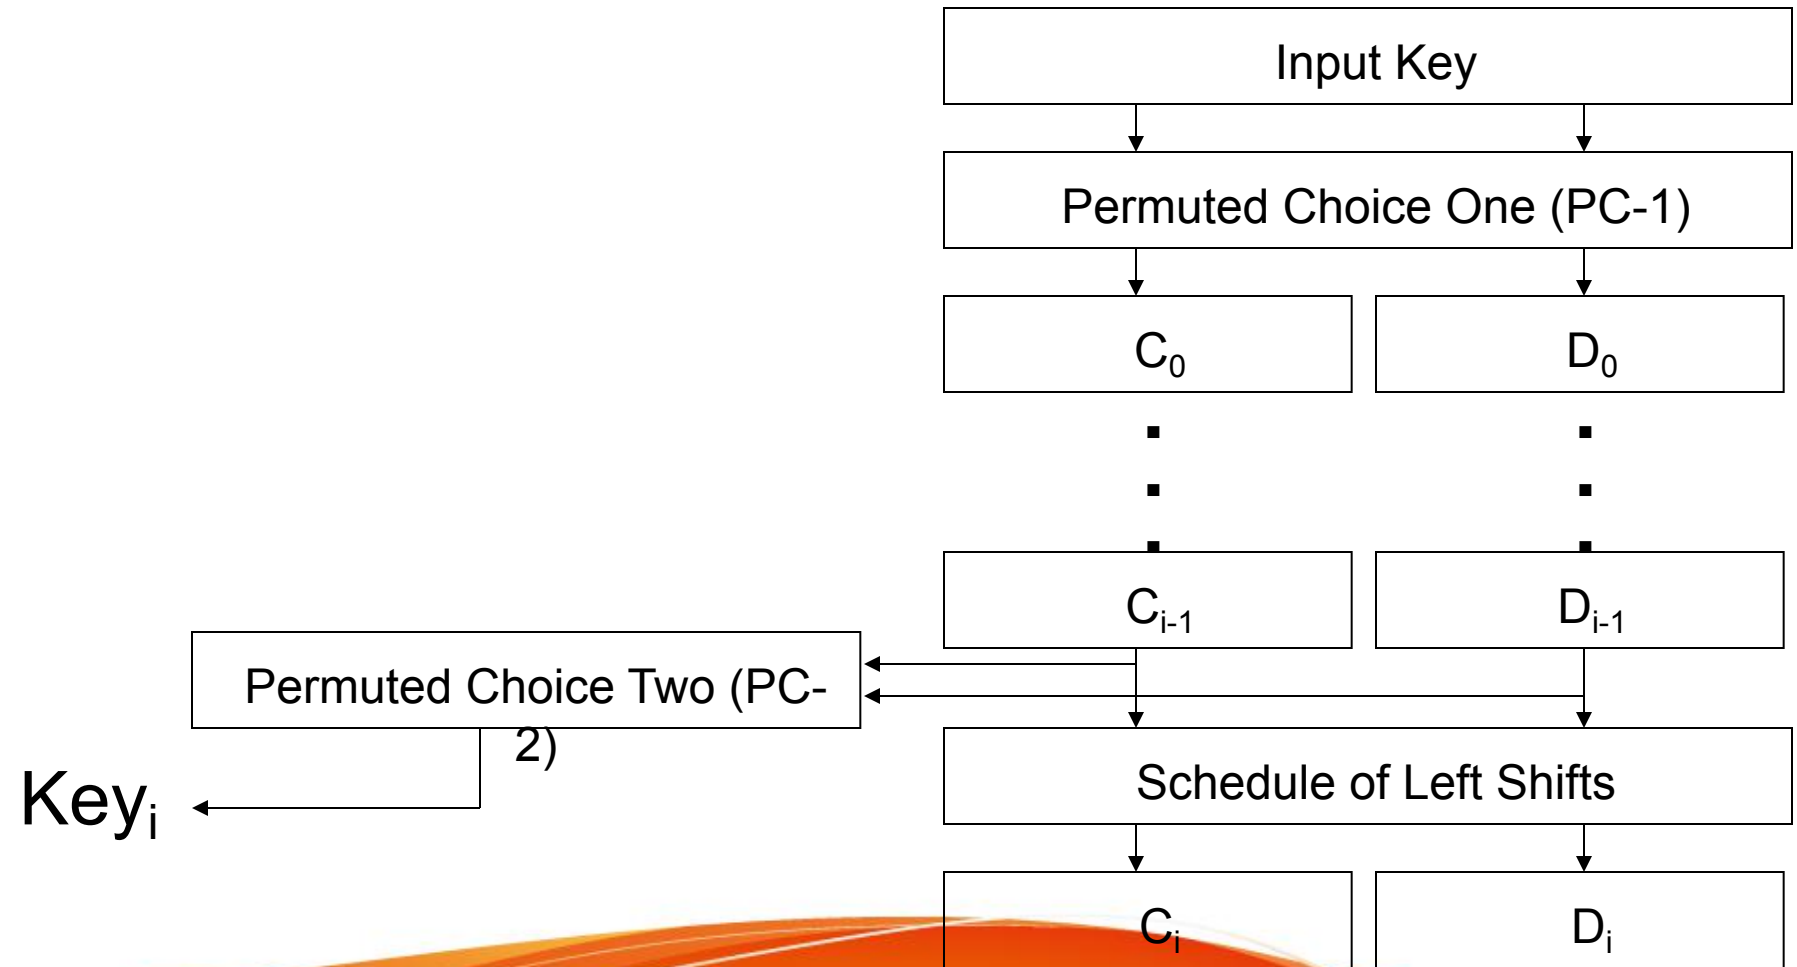 Input Key
Permuted Choice One (PC-1)
C₀ D₀
. .
. .
. .
Cᵢ₋₁ Dᵢ₋₁
Permuted Choice Two (PC-
2)
Schedule of Left Shifts
Keyᵢ
Cᵢ Dᵢ